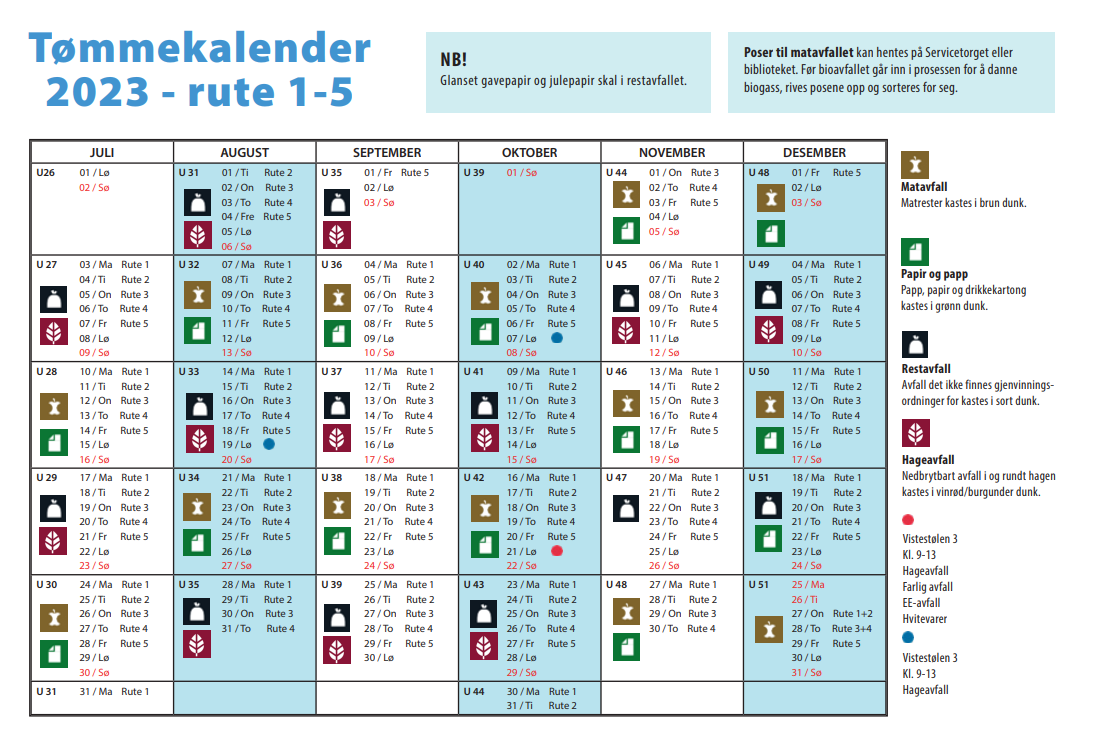 Tømmekalender
2023 - rute 1-5
NB!
Glanset gavepapir og julepapir skal i restavfallet.
Poser til matavfallet kan hentes på Servicetorget eller
biblioteket. Før bioavfallet går inn i prosessen for å danne
biogass, rives posene opp og sorteres for seg.
JULI
U26
01 / Lø
02 / Sø
U 27
03 / Ma Rute 1
04 / Ti Rute 2
05 / On Rute 3
06 / To Rute 4
07 / Fr Rute 5
08 / Lø
09 / Sø
U 28
10 / Ma Rute 1
11 / Ti Rute 2
12 / On Rute 3
13 / To Rute 4
14 / Fr Rute 5
15 / Lø
16 / Sø
U 29
17 / Ma Rute 1
18 / Ti Rute 2
19 / On Rute 3
20 / To Rute 4
21 / Fr Rute 5
22 / Lø
23 / Sø
U 30
24 / Ma Rute 1
25 / Ti Rute 2
26 / On Rute 3
27 / To Rute 4
28 / Fr Rute 5
29 / Lø
30 / Sø
U 31
31 / Ma Rute 1
AUGUST
U 31
01 / Ti Rute 2
02 / On Rute 3
03 / To Rute 4
04 / Fre Rute 5
05 / Lø
06 / Sø
U 32
07 / Ma Rute 1
08 / Ti Rute 2
09 / On Rute 3
10 / To Rute 4
11 / Fr Rute 5
12 / Lø
13 / Sø
U 33
14 / Ma Rute 1
15 / Ti Rute 2
16 / On Rute 3
17 / To Rute 4
18 / Fr Rute 5
19 / Lø
20 / Sø
U 34
21 / Ma Rute 1
22 / Ti Rute 2
23 / On Rute 3
24 / To Rute 4
25 / Fr Rute 5
26 / Lø
27 / Sø
U 35
28 / Ma Rute 1
29 / Ti Rute 2
30 / On Rute 3
31 / To Rute 4
SEPTEMBER
U 35
01 / Fr Rute 5
02 / Lø
03 / Sø
U 36
04 / Ma Rute 1
05 / Ti Rute 2
06 / On Rute 3
07 / To Rute 4
08 / Fr Rute 5
09 / Lø
10 / Sø
U 37
11 / Ma Rute 1
12 / Ti Rute 2
13 / On Rute 3
14 / To Rute 4
15 / Fr Rute 5
16 / Lø
17 / Sø
U 38
18 / Ma Rute 1
19 / Ti Rute 2
20 / On Rute 3
21 / To Rute 4
22 / Fr Rute 5
23 / Lø
24 / Sø
U 39
25 / Ma Rute 1
26 / Ti Rute 2
27 / On Rute 3
28 / To Rute 4
29 / Fr Rute 5
30 / Lø
OKTOBER
U 39
01 / Sø
U 40
02 / Ma Rute 1
03 / Ti Rute 2
04 / On Rute 3
05 / To Rute 4
06 / Fr Rute 5
07 / Lø
08 / Sø
U 41
09 / Ma Rute 1
10 / Ti Rute 2
11 / On Rute 3
12 / To Rute 4
13 / Fr Rute 5
14 / Lø
15 / Sø
U 42
16 / Ma Rute 1
17 / Ti Rute 2
18 / On Rute 3
19 / To Rute 4
20 / Fr Rute 5
21 / Lø
22 / Sø
U 43
23 / Ma Rute 1
24 / Ti Rute 2
25 / On Rute 3
26 / To Rute 4
27 / Fr Rute 5
28 / Lø
29 / Sø
U 44
30 / Ma Rute 1
31 / Ti Rute 2
NOVEMBER
U 44
01 / On Rute 3
02 / To Rute 4
03 / Fr Rute 5
04 / Lø
05 / Sø
U 45
06 / Ma Rute 1
07 / Ti Rute 2
08 / On Rute 3
09 / To Rute 4
10 / Fr Rute 5
11 / Lø
12 / Sø
U 46
13 / Ma Rute 1
14 / Ti Rute 2
15 / On Rute 3
16 / To Rute 4
17 / Fr Rute 5
18 / Lø
19 / Sø
U 47
20 / Ma Rute 1
21 / Ti Rute 2
22 / On Rute 3
23 / To Rute 4
24 / Fr Rute 5
25 / Lø
26 / Sø
U 48
27 / Ma Rute 1
28 / Ti Rute 2
29 / On Rute 3
30 / To Rute 4
DESEMBER
U 48
01 / Fr Rute 5
02 / Lø
03 / Sø
U 49
04 / Ma Rute 1
05 / Ti Rute 2
06 / On Rute 3
07 / To Rute 4
08 / Fr Rute 5
09 / Lø
10 / Sø
U 50
11 / Ma Rute 1
12 / Ti Rute 2
13 / On Rute 3
14 / To Rute 4
15 / Fr Rute 5
16 / Lø
17 / Sø
U 51
18 / Ma Rute 1
19 / Ti Rute 2
20 / On Rute 3
21 / To Rute 4
22 / Fr Rute 5
23 / Lø
24 / Sø
U 51
25 / Ma
26 / Ti
27 / On Rute 1+2
28 / To Rute 3+4
29 / Fr Rute 5
30 / Lø
31 / Sø
Matavfall
Matrester kastes i brun dunk.
Papir og papp
Papp, papir og drikkekartong
kastes i grønn dunk.
Restavfall
Avfall det ikke finnes gjenvinnings-
ordninger for kastes i sort dunk.
Hageavfall
Nedbrytbart avfall i og rundt hagen
kastes i vinrød/burgunder dunk.
Vistestølen 3
Kl. 9-13
Hageavfall
Farlig avfall
EE-avfall
Hvitevarer
Vistestølen 3
Kl. 9-13
Hageavfall